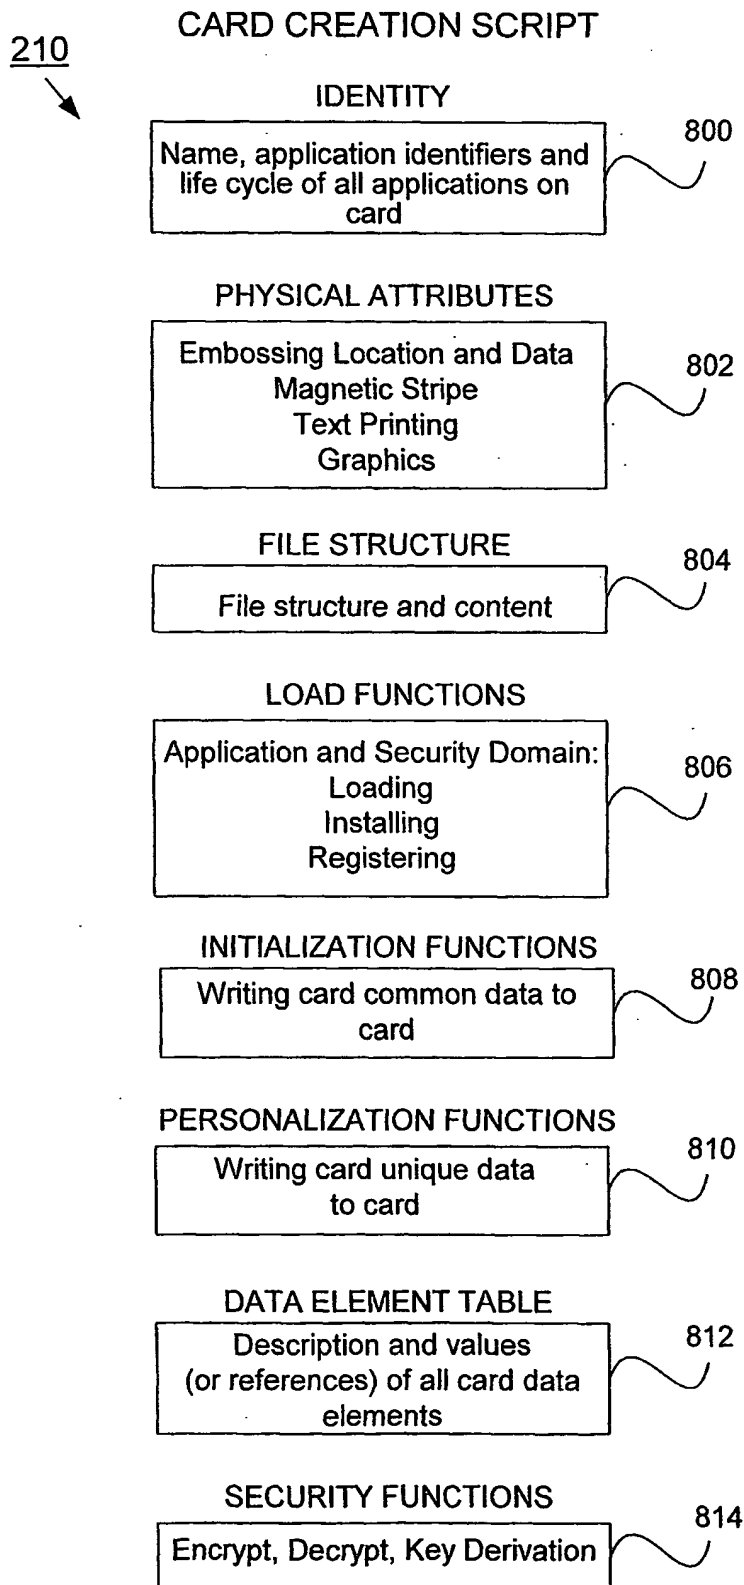 CARD CREATION SCRIPT
210
IDENTITY
800
Name, application identifiers and
life cycle of all applications on
card
PHYSICAL ATTRIBUTES
802
Embossing Location and Data
Magnetic Stripe
Text Printing
Graphics
FILE STRUCTURE
804
File structure and content
LOAD FUNCTIONS
806
Application and Security Domain:
Loading
Installing
Registering
INITIALIZATION FUNCTIONS
808
Writing card common data to
card
PERSONALIZATION FUNCTIONS
810
Writing card unique data
to card
DATA ELEMENT TABLE
812
Description and values
(or references) of all card data
elements
SECURITY FUNCTIONS
814
Encrypt, Decrypt, Key Derivation